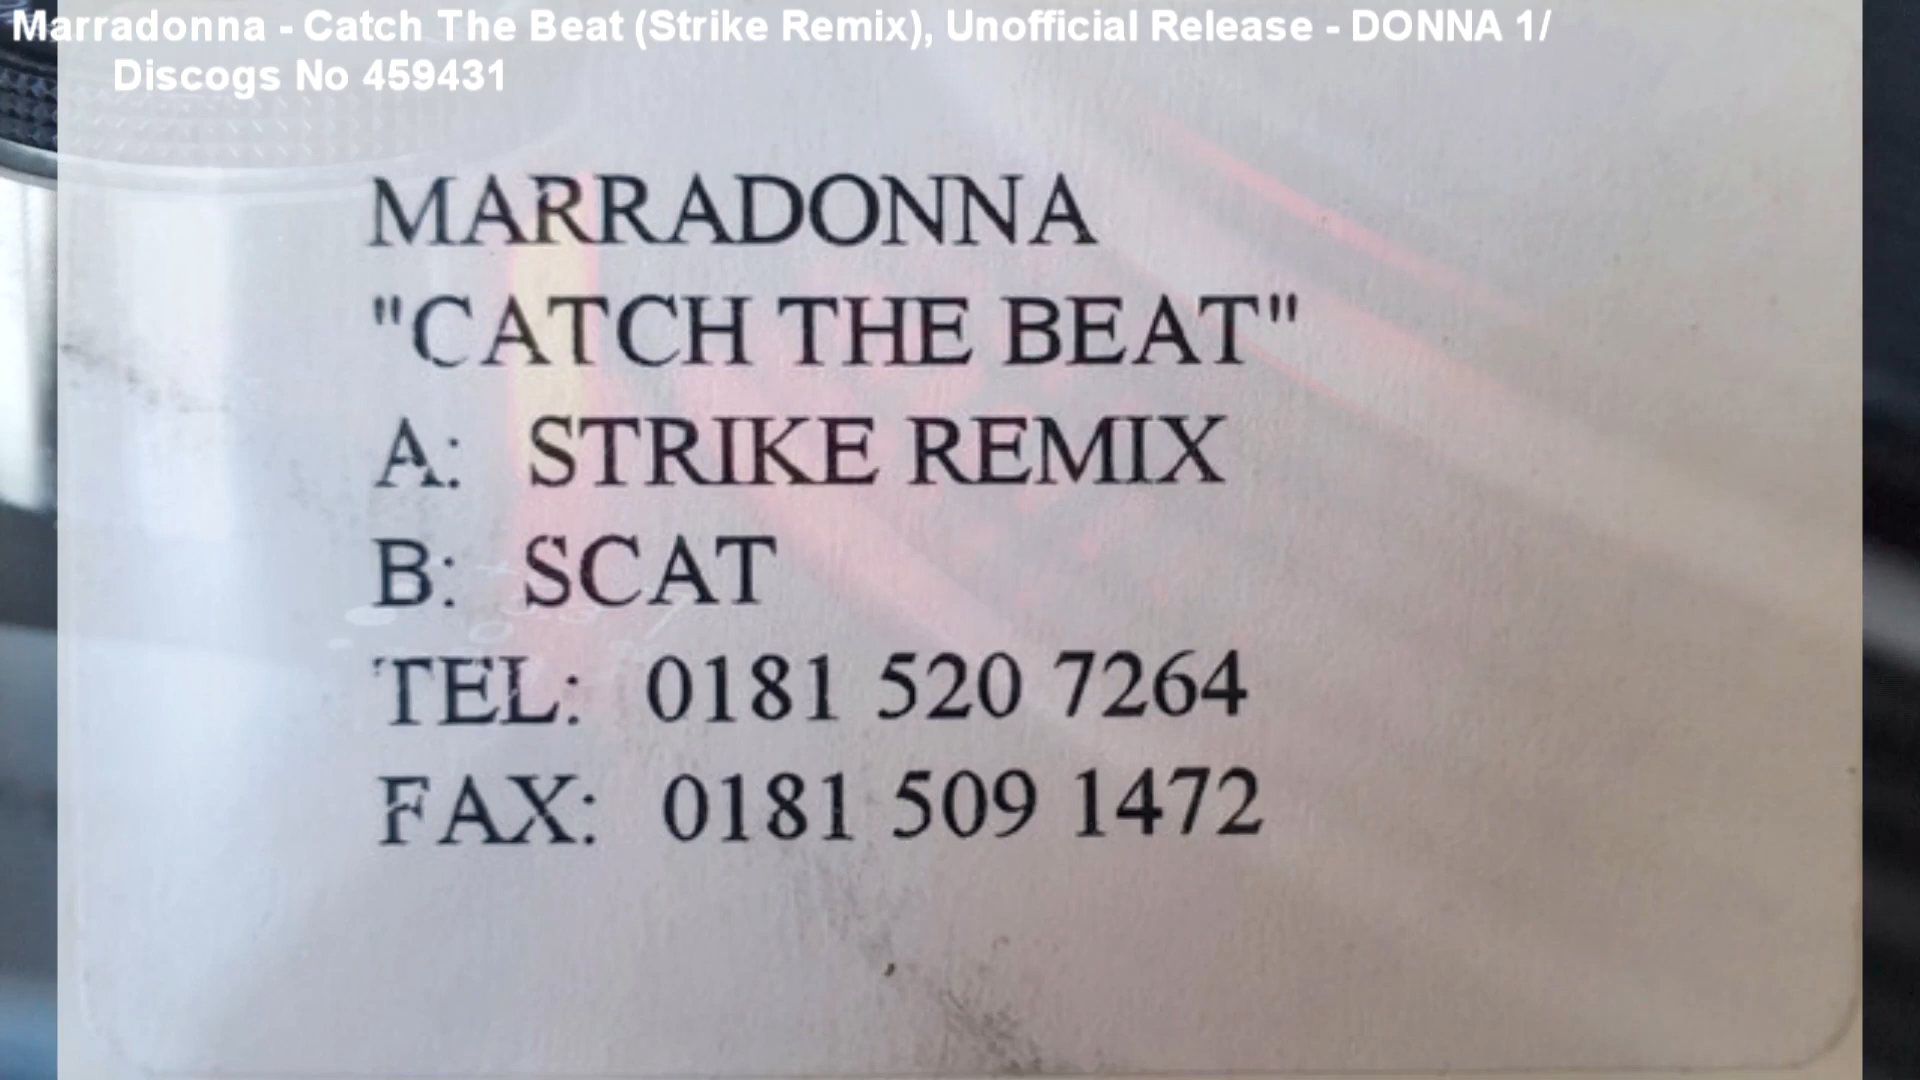 Marradonna - Catch The Beat (Strike Remix), Unofficial Release - DONNA 1/
Discogs No 459431
MARRADONNA
"CATCH THE BEAT"
A: STRIKE REMIX
B: SCAT
TEL: 0181 520 7264
FAX: 0181 509 1472